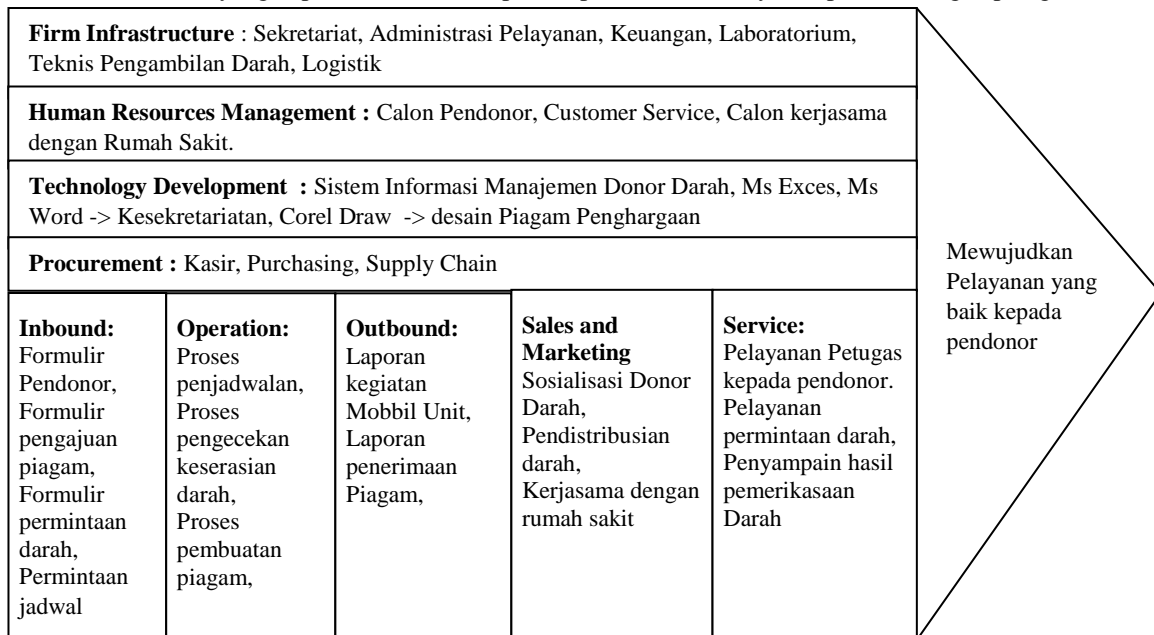 Firm Infrastructure : Sekretariat, Administrasi Pelayanan, Keuangan, Laboratorium,
Teknis Pengambilan Darah, Logistik
Human Resources Management : Calon Pendonor, Customer Service, Calon kerjasama
dengan Rumah Sakit.
Technology Development : Sistem Informasi Manajemen Donor Darah, Ms Exces, Ms
Word -> Kesekretariatan, Corel Draw -> desain Piagam Penghargaan
Procurement : Kasir, Purchasing, Supply Chain
Inbound:
Formulir
Pendonor,
Formulir
pengajuan
piagam,
Formulir
permintaan
darah,
Permintaan
jadwal
Operation:
Proses
penjadwalan,
Proses
pengecekan
keserasian
darah,
Proses
pembuatan
piagam,
Outbound:
Laporan
kegiatan
Mobbil Unit,
Laporan
penerimaan
Piagam,
Sales and
Marketing
Sosialisasi Donor
Darah,
Pendistribusian
darah,
Kerjasama dengan
rumah sakit
Service:
Pelayanan Petugas
kepada pendonor.
Pelayanan
permintaan darah,
Penyampain hasil
pemerikasaan
Darah
Mewujudkan
Pelayanan yang
baik kepada
pendonor